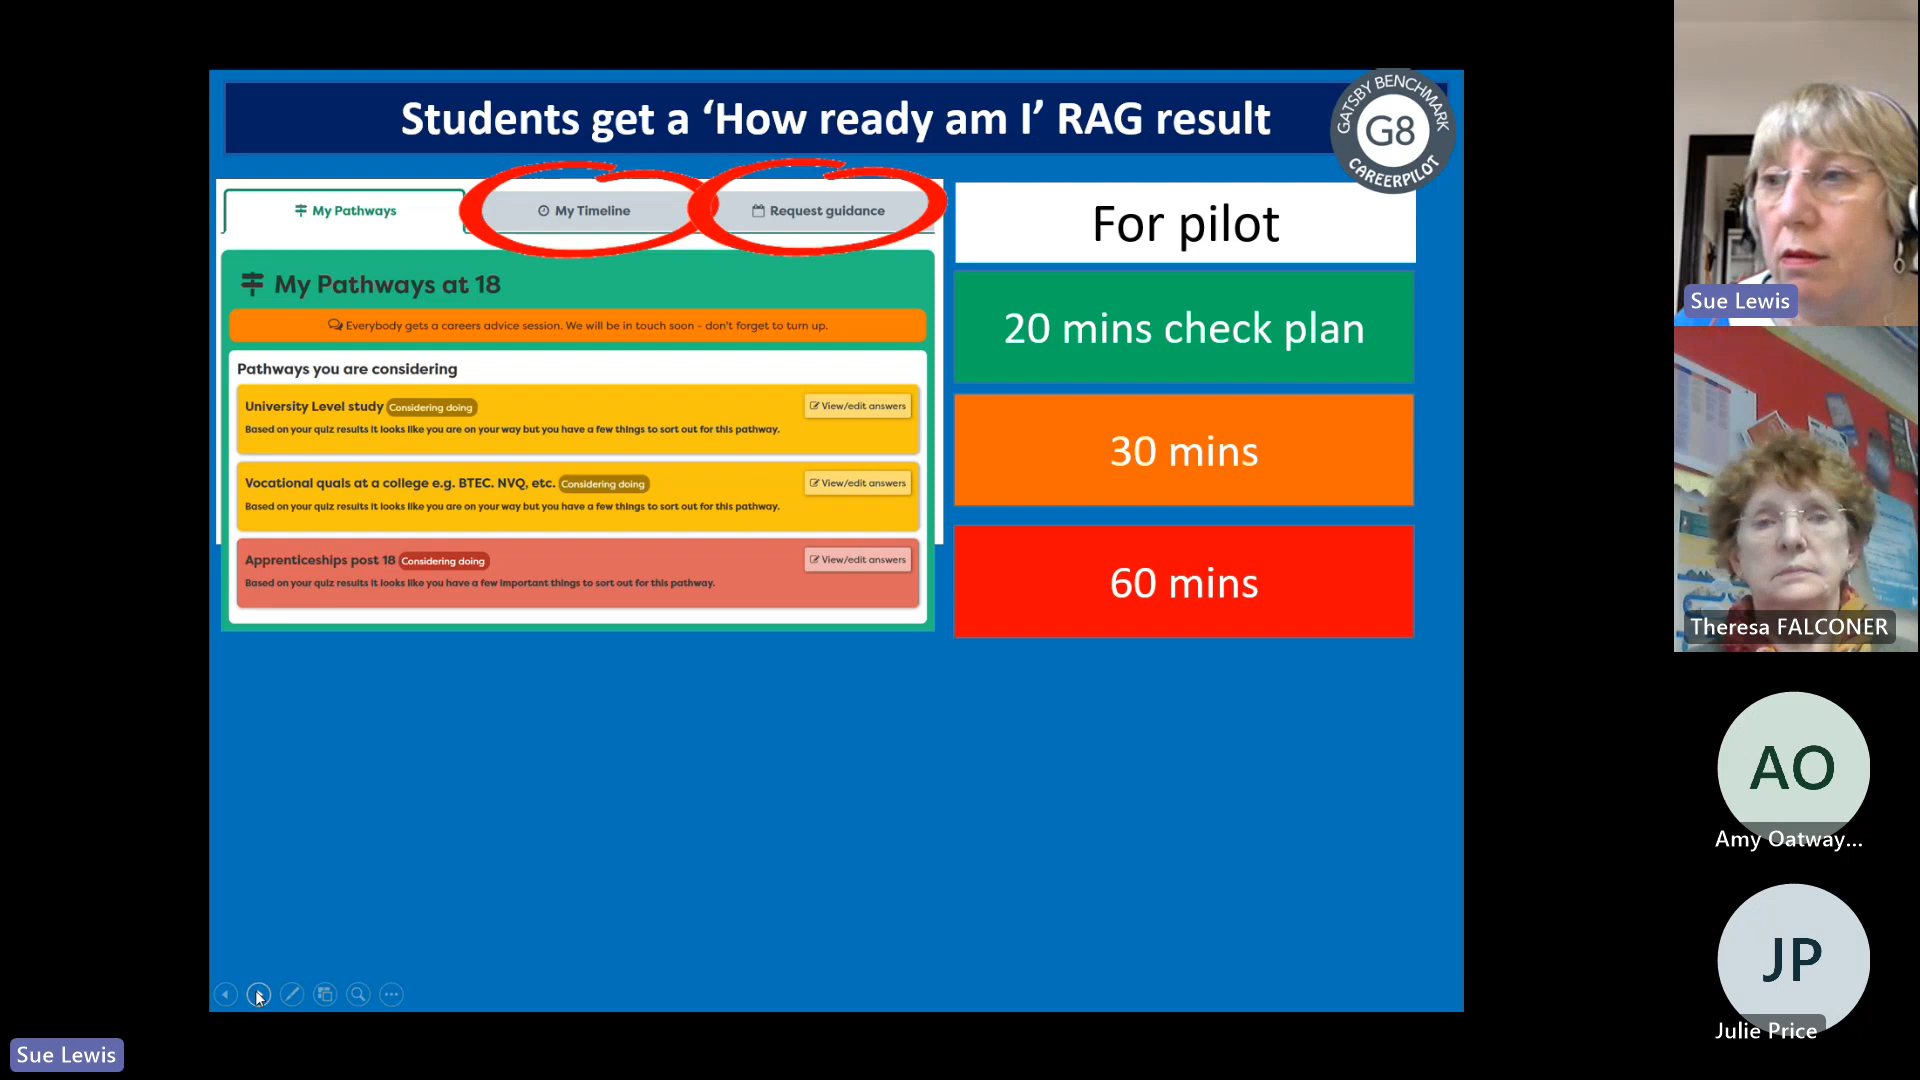 Students get a ‘How ready am I’ RAG result
GATSBY BENCHMARK
G8
CAREERPILOT
My Pathways
My Timeline
Request guidance
My Pathways at 18
Everybody gets a careers advice session. We will be in touch soon - don't forget to turn up.
Pathways you are considering
University Level study Considering doing
View/edit answers
Based on your quiz results it looks like you are on your way but you have a few things to sort out for this pathway.
Vocational quals at a college e.g. BTEC. NVQ, etc. Considering doing
View/edit answers
Based on your quiz results it looks like you are on your way but you have a few things to sort out for this pathway.
Apprenticeships post 18 Considering doing
View/edit answers
Based on your quiz results it looks like you have a few important things to sort out for this pathway.
For pilot
20 mins check plan
30 mins
60 mins
Sue Lewis
Theresa FALCONER
AO
Amy Oatway...
JP
Julie Price
Sue Lewis